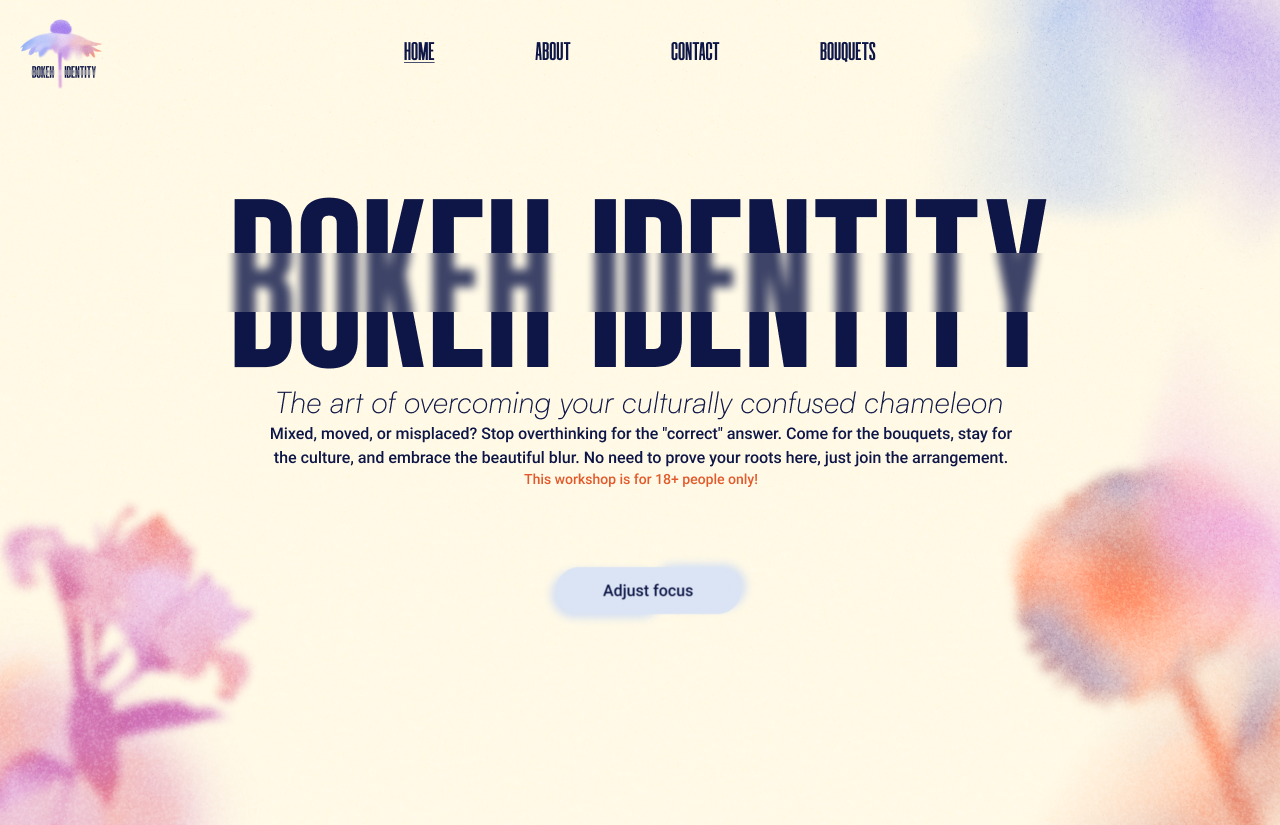 BOKEH IDENTITY
HOME ABOUT CONTACT BOUQUETS
BOKEH IDENTITY
The art of overcoming your culturally confused chameleon
Mixed, moved, or misplaced? Stop overthinking for the "correct" answer. Come for the bouquets, stay for
the culture, and embrace the beautiful blur. No need to prove your roots here, just join the arrangement.
This workshop is for 18+ people only!
Adjust focus